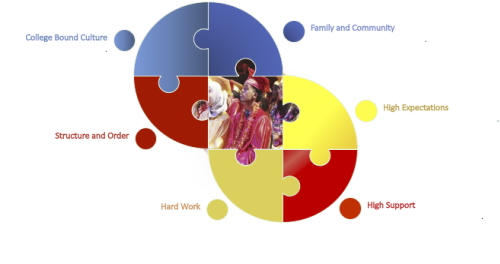 College Bound Culture
Family and Community
High Expectations
Structure and Order
Hard Work
High Support